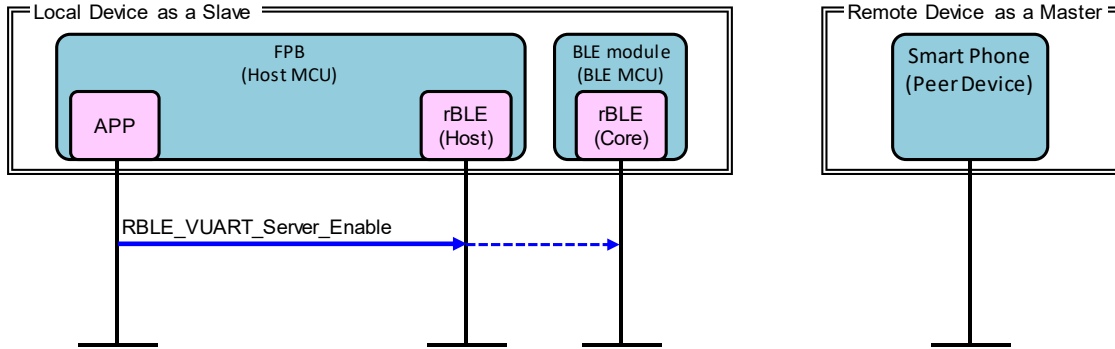 Local Device as a Slave
Remote Device as a Master
FPB
(Host MCU)
BLE module
(BLE MCU)
Smart Phone
(Peer Device)
APP
rBLE
(Host)
rBLE
(Core)
RBLE_VUART_Server_Enable